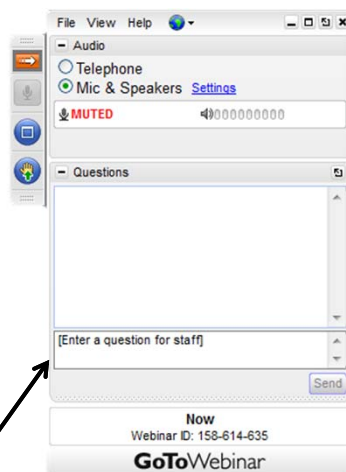 File View Help
Audio
Telephone
Mic & Speakers Settings
MUTED
Questions
[Enter a question for staff]
Send
Now
Webinar ID: 158-614-635
GoToWebinar